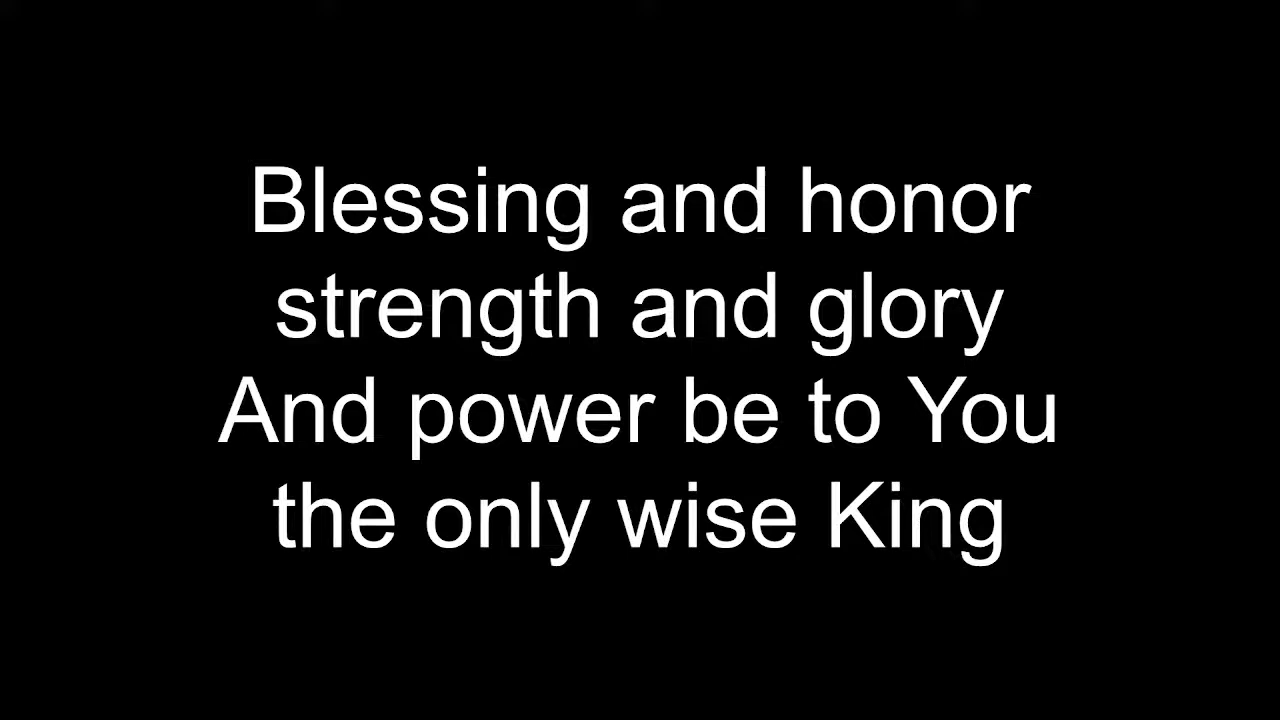 Blessing and honor
strength and glory
And power be to You
the only wise King